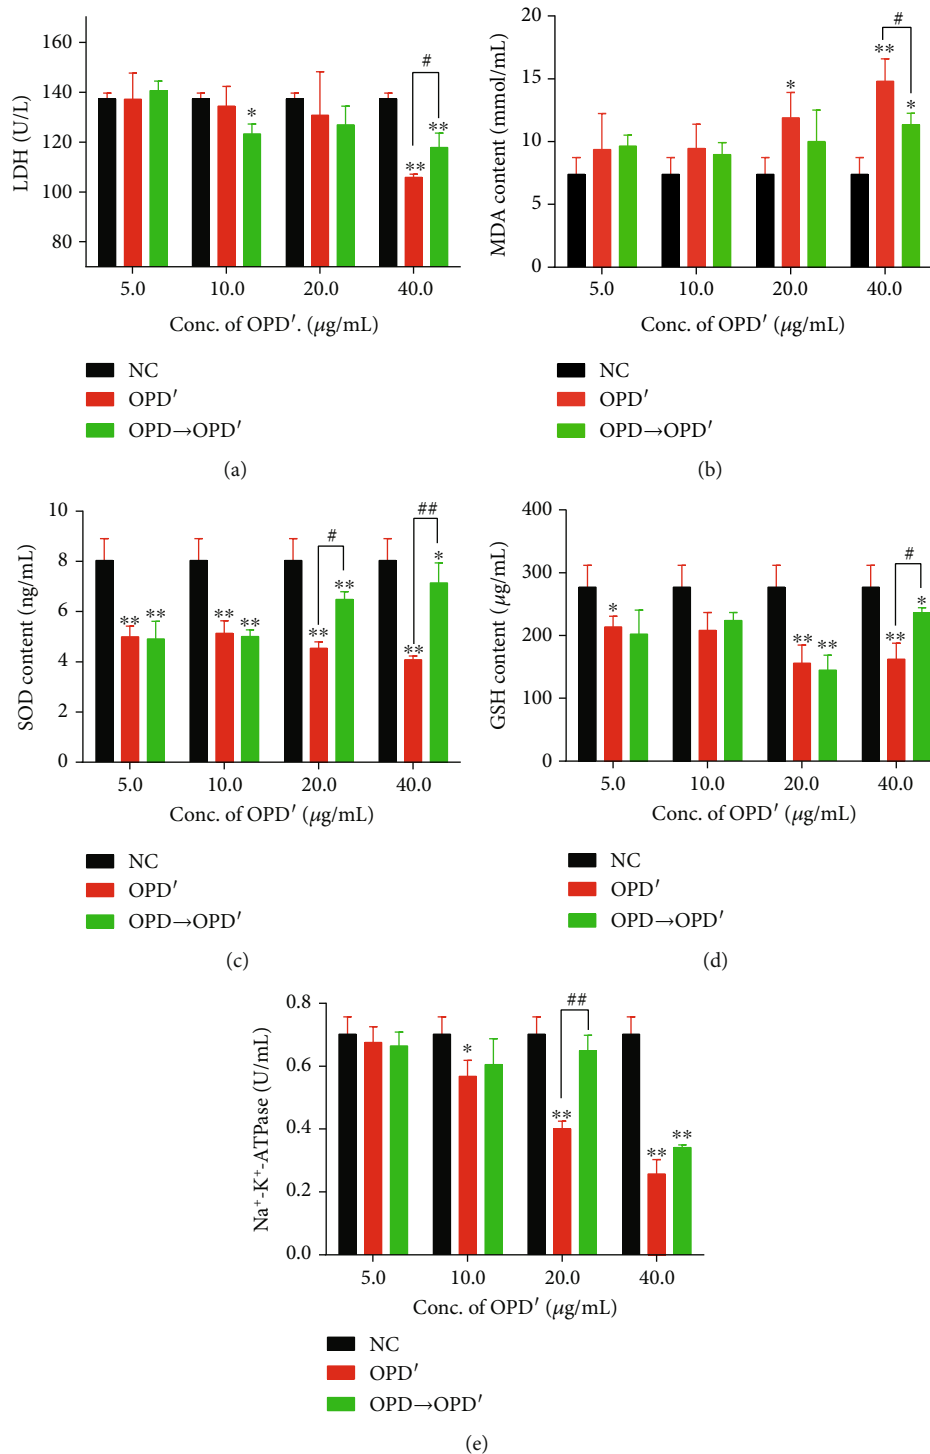 LDH (U/L)
160
140
120
100
80
*
**
**
#
5.0 10.0 20.0 40.0
Conc. of OPD′. (μg/mL)
NC
OPD′
OPD→OPD′
(a)
MDA content (mmol/mL)
20
15
10
5
0
*
**
*
#
5.0 10.0 20.0 40.0
Conc. of OPD′ (μg/mL)
NC
OPD′
OPD→OPD′
(b)
SOD content (ng/mL)
10
8
6
4
2
0
** **
** **
**
**
#
**
*
##
5.0 10.0 20.0 40.0
Conc. of OPD′ (μg/mL)
NC
OPD′
OPD→OPD′
(c)
GSH content (μg/mL)
400
300
200
100
0
*
** **
**
*
#
5.0 10.0 20.0 40.0
Conc. of OPD′ (μg/mL)
NC
OPD′
OPD→OPD′
(d)
Na⁺-K⁺-ATPase (U/mL)
0.8
0.6
0.4
0.2
0.0
*
**
##
** **
5.0 10.0 20.0 40.0
Conc. of OPD′ (μg/mL)
NC
OPD′
OPD→OPD′
(e)